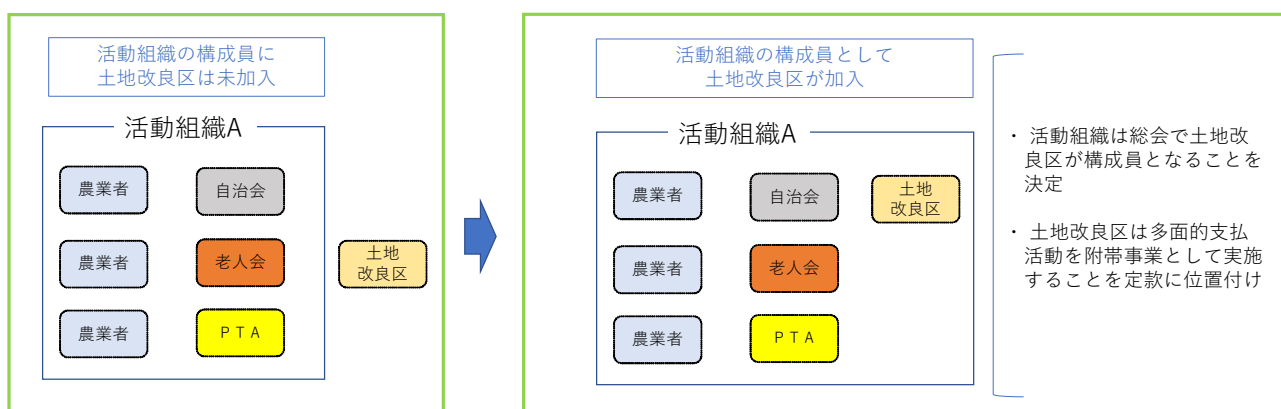 活動組織の構成員に
土地改良区は未加入
活動組織A
農業者
自治会
農業者
老人会
土地
改良区
農業者
ＰＴＡ
活動組織の構成員として
土地改良区が加入
活動組織A
農業者
自治会
土地
改良区
農業者
老人会
農業者
ＰＴＡ
・ 活動組織は総会で土地改
良区が構成員となることを
決定
・ 土地改良区は多面的支払
活動を附帯事業として実施
することを定款に位置付け